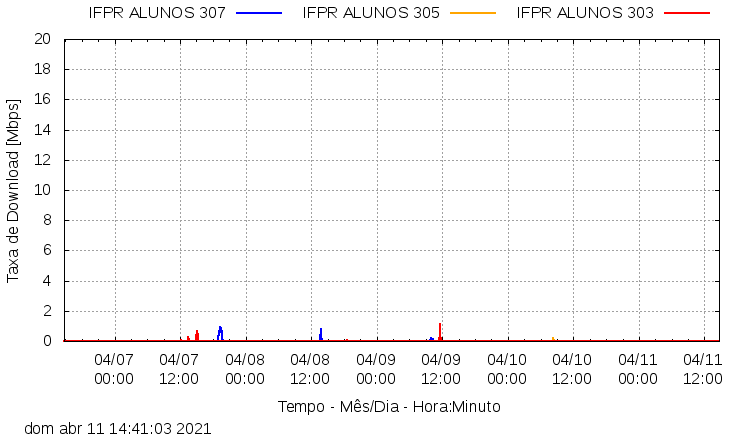 IFPR ALUNOS 307 IFPR ALUNOS 305 IFPR ALUNOS 303
Taxa de Download [Mbps]
20
18
16
14
12
10
8
6
4
2
0
04/07 04/07 04/08 04/08 04/09 04/09 04/10 04/10 04/11 04/11
00:00 12:00 00:00 12:00 00:00 12:00 00:00 12:00 00:00 12:00
Tempo - Mês/Dia - Hora:Minuto
dom abr 11 14:41:03 2021